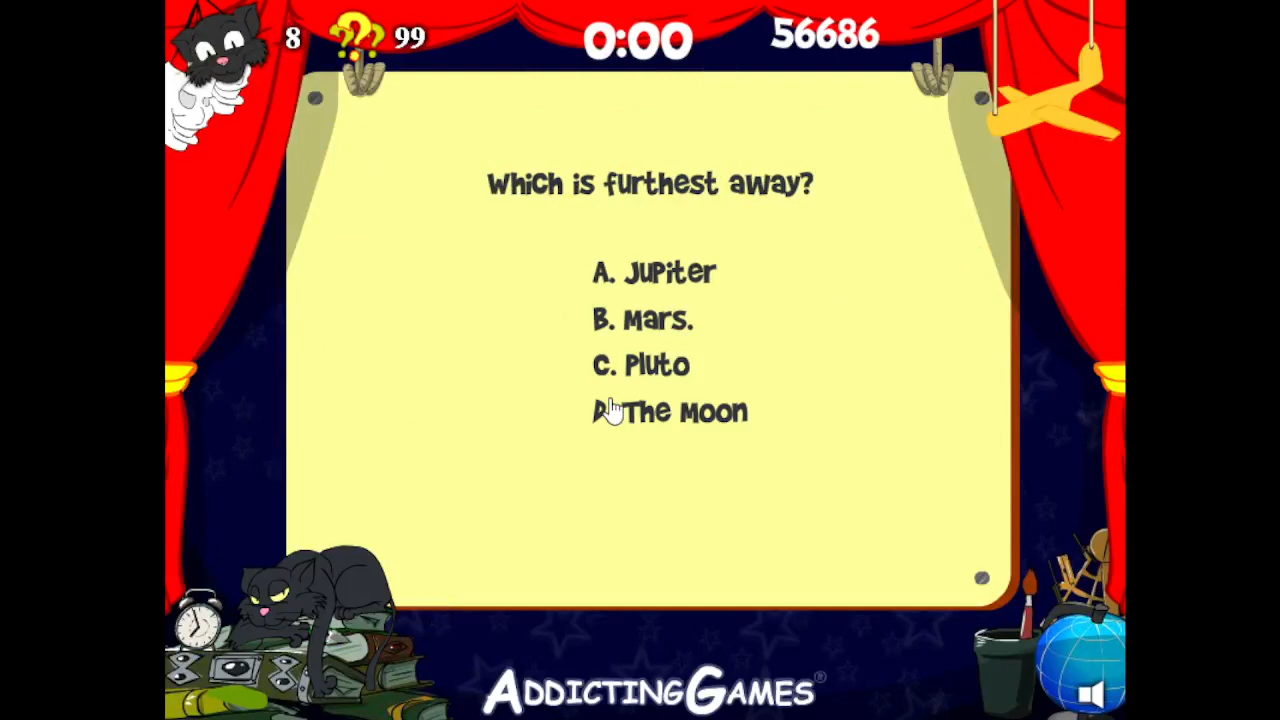 8 ??? 99 0:00 56686
Which is furthest away?
A. Jupiter
B. Mars.
C. Pluto
D. The Moon
ADDICTINGGAMES®